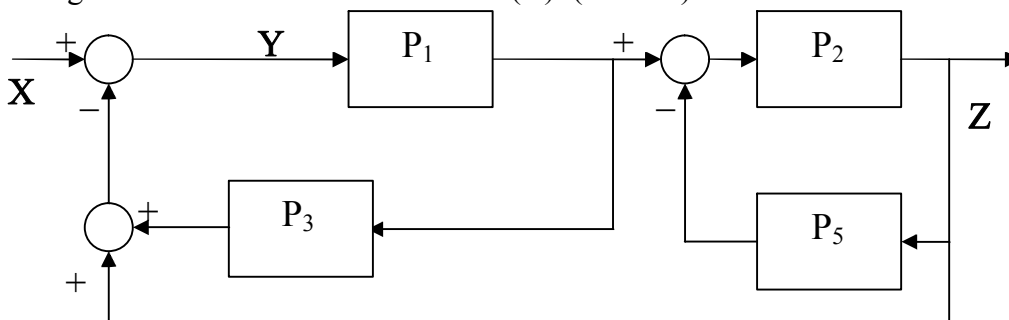 + Y P₁ + P₂
X − − Z
+ P₃ P₅
+